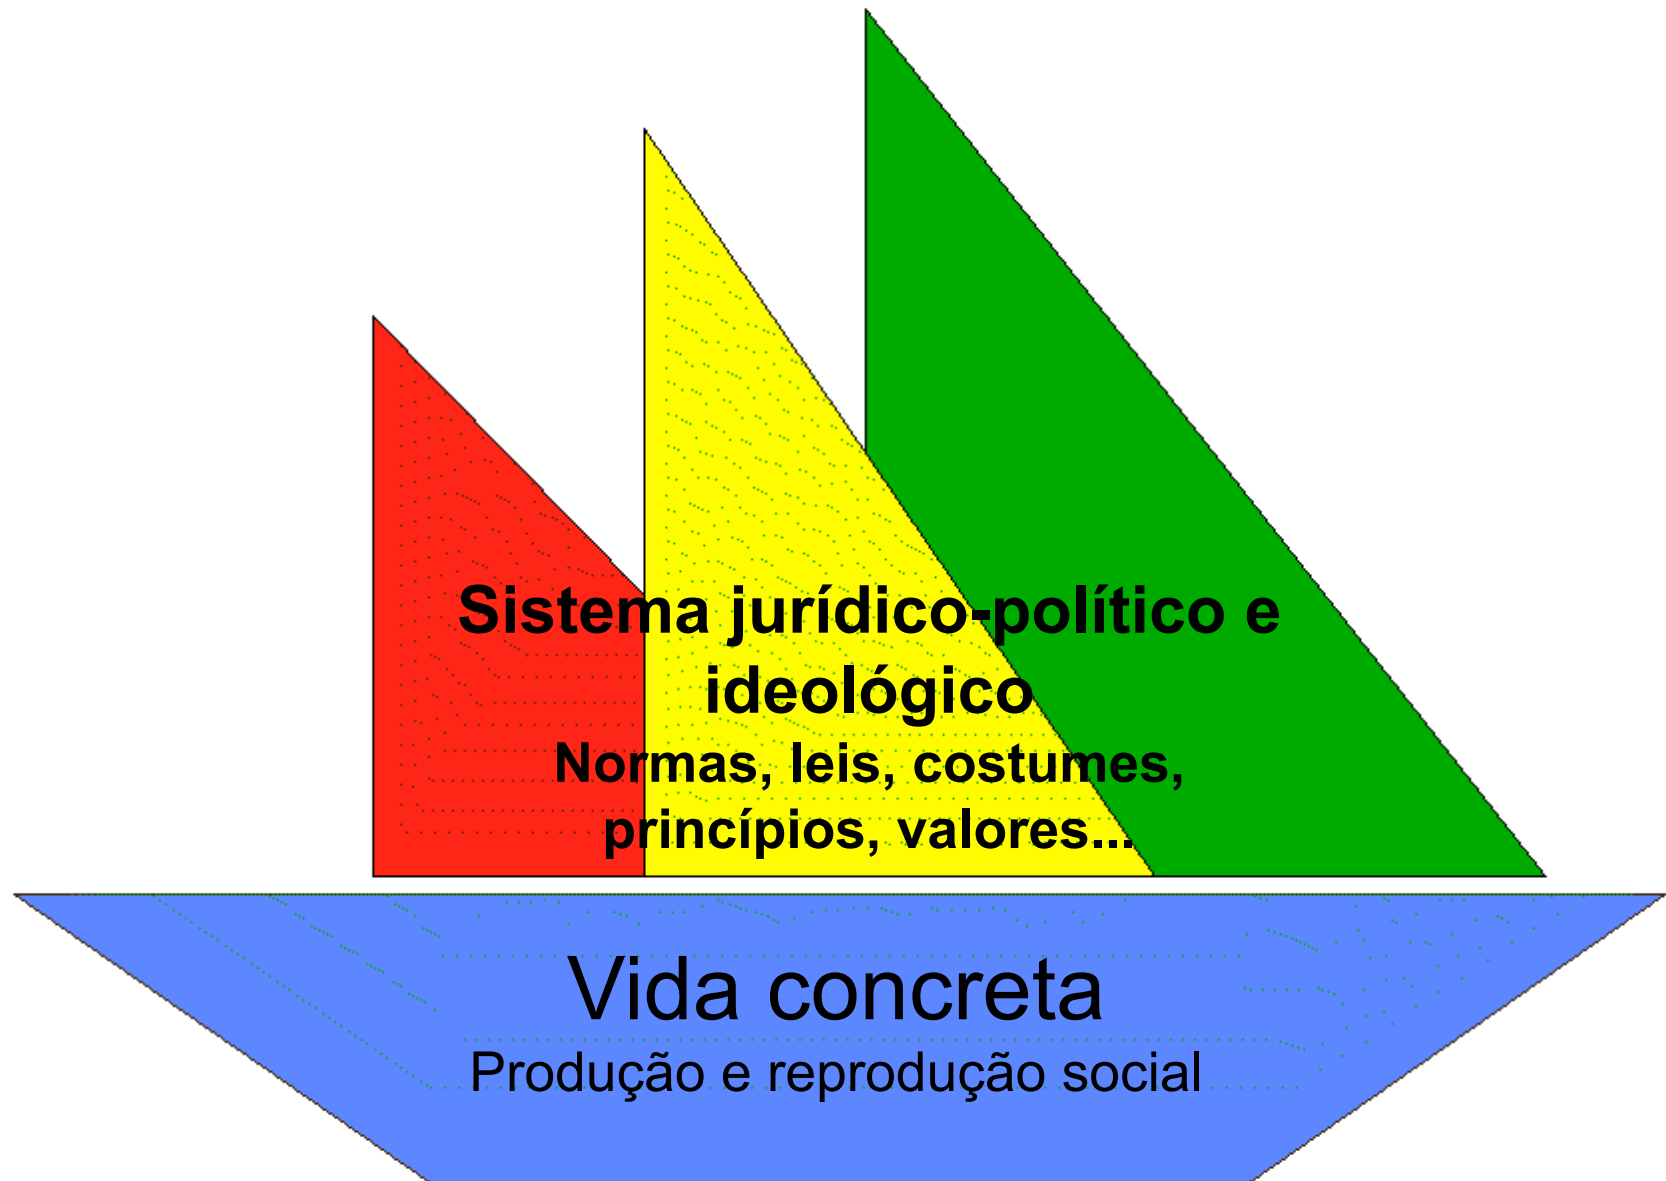 Sistema jurídico-político e
ideológico
Normas, leis, costumes,
princípios, valores...
Vida concreta
Produção e reprodução social